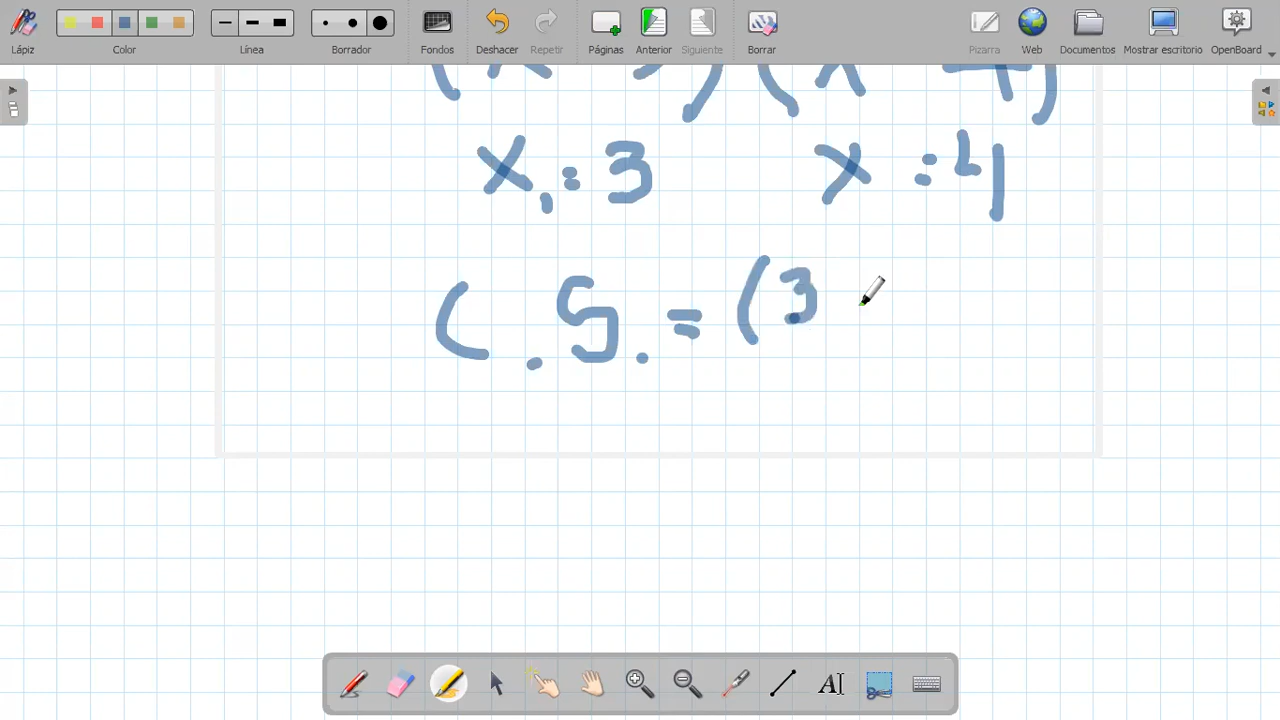 Lápiz Color Línea Borrador Fondos Deshacer Repetir Páginas Anterior Siguiente Borrar Pizarra Web Documentos Mostrar escritorio OpenBoard
x₁ = 3 x = 4
C.S. = (3